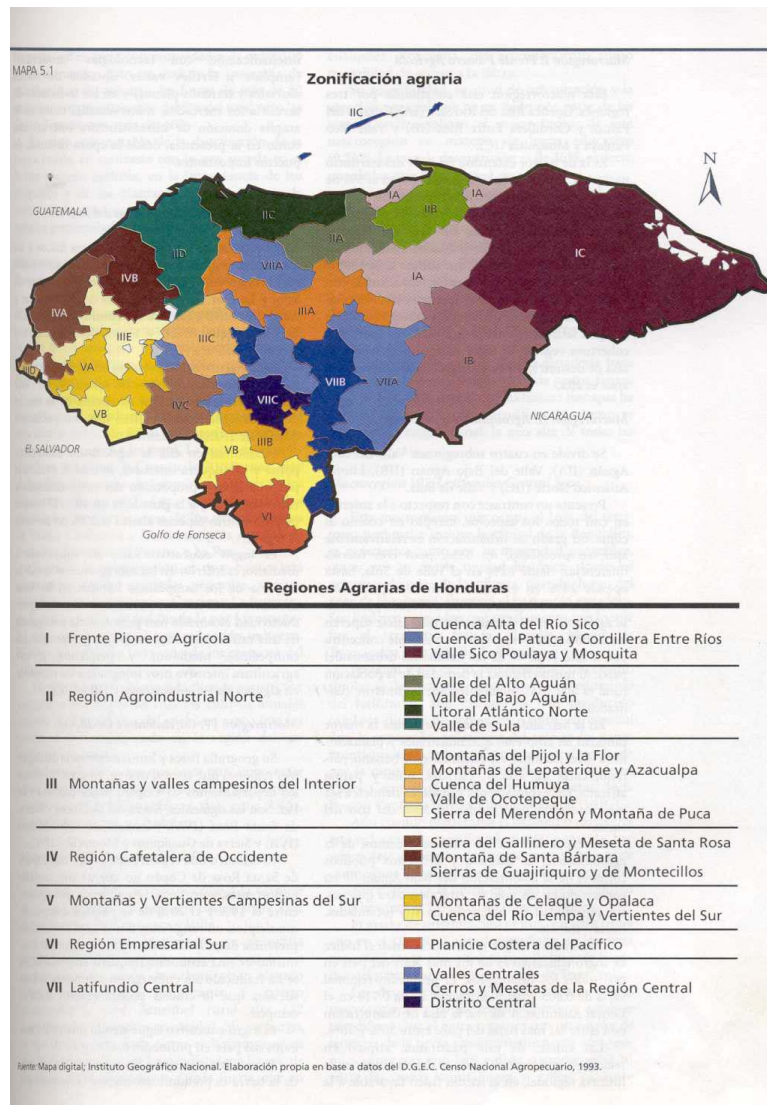 MAPA 5.1
Zonificación agraria
IIC
N
GUATEMALA
IA
IA
IIC
IIB
IID
IIA
IC
VIIA
IVB
IA
IVA
IIIA
IIIE
IIIC
IIID
VA
VIIB
VIIA
IB
VIIC
IVC
VB
NICARAGUA
IIIB
VB
EL SALVADOR
VI
Golfo de Fonseca
Regiones Agrarias de Honduras
I Frente Pionero Agrícola
Cuenca Alta del Río Sico
Cuencas del Patuca y Cordillera Entre Ríos
Valle Sico Poulaya y Mosquita
II Región Agroindustrial Norte
Valle del Alto Aguán
Valle del Bajo Aguán
Litoral Atlántico Norte
Valle de Sula
III Montañas y valles campesinos del Interior
Montañas del Pijol y la Flor
Montañas de Lepaterique y Azacualpa
Cuenca del Humuya
Valle de Ocotepeque
Sierra del Merendón y Montaña de Puca
IV Región Cafetalera de Occidente
Sierra del Gallinero y Meseta de Santa Rosa
Montaña de Santa Bárbara
Sierras de Guajiriquiro y de Montecillos
V Montañas y Vertientes Campesinas del Sur
Montañas de Celaque y Opalaca
Cuenca del Río Lempa y Vertientes del Sur
VI Región Empresarial Sur
Planicie Costera del Pacífico
VII Latifundio Central
Valles Centrales
Cerros y Mesetas de la Región Central
Distrito Central
Fuente: Mapa digital; Instituto Geográfico Nacional. Elaboración propia en base a datos del D.G.E.C. Censo Nacional Agropecuario, 1993.